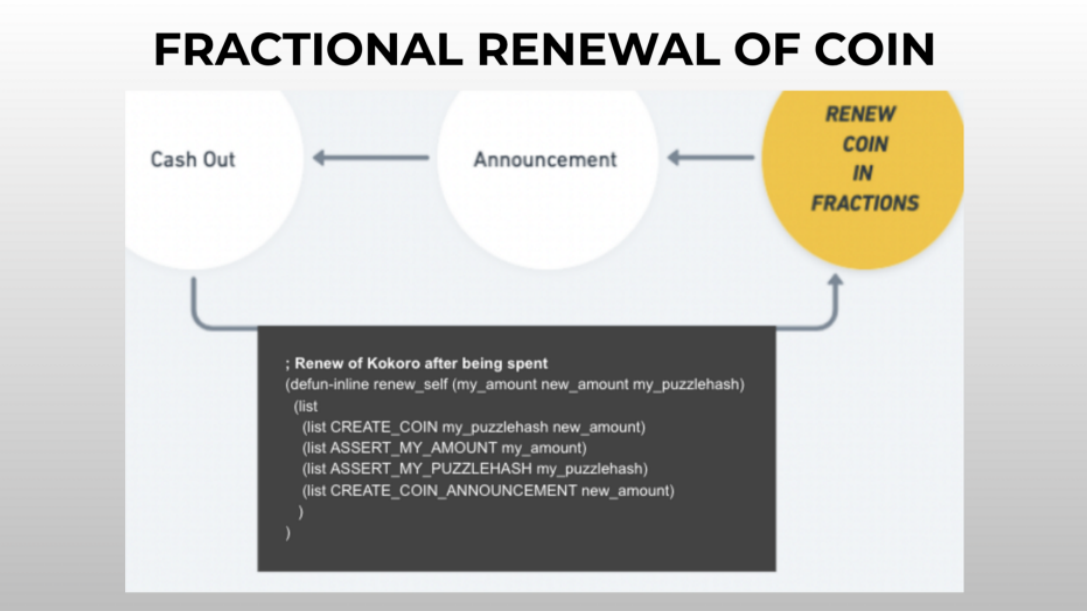 FRACTIONAL RENEWAL OF COIN
Cash Out
Announcement
RENEW
COIN
IN
FRACTIONS
; Renew of Kokoro after being spent
(defun-inline renew_self (my_amount new_amount my_puzzlehash)
(list
(list CREATE_COIN my_puzzlehash new_amount)
(list ASSERT_MY_AMOUNT my_amount)
(list ASSERT_MY_PUZZLEHASH my_puzzlehash)
(list CREATE_COIN_ANNOUNCEMENT new_amount)
)
)